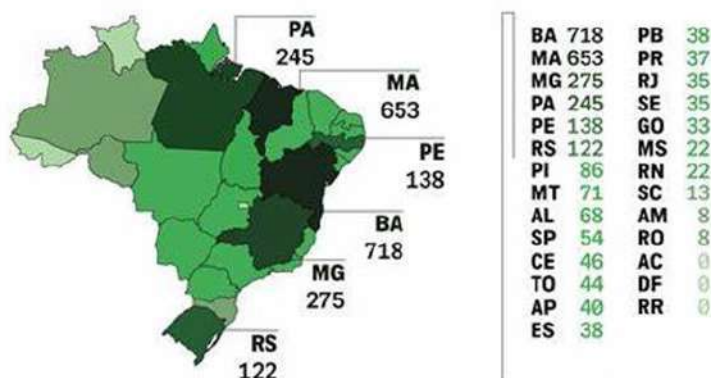 PA
245
MA
653
PE
138
BA
718
MG
275
RS
122
BA 718
MA 653
MG 275
PA 245
PE 138
RS 122
PI 86
MT 71
AL 68
SP 54
CE 46
TO 44
AP 40
ES 38
PB 38
PR 37
RJ 35
SE 35
GO 33
MS 22
RN 22
SC 13
AM 8
RO 8
AC 0
DF 0
RR 0